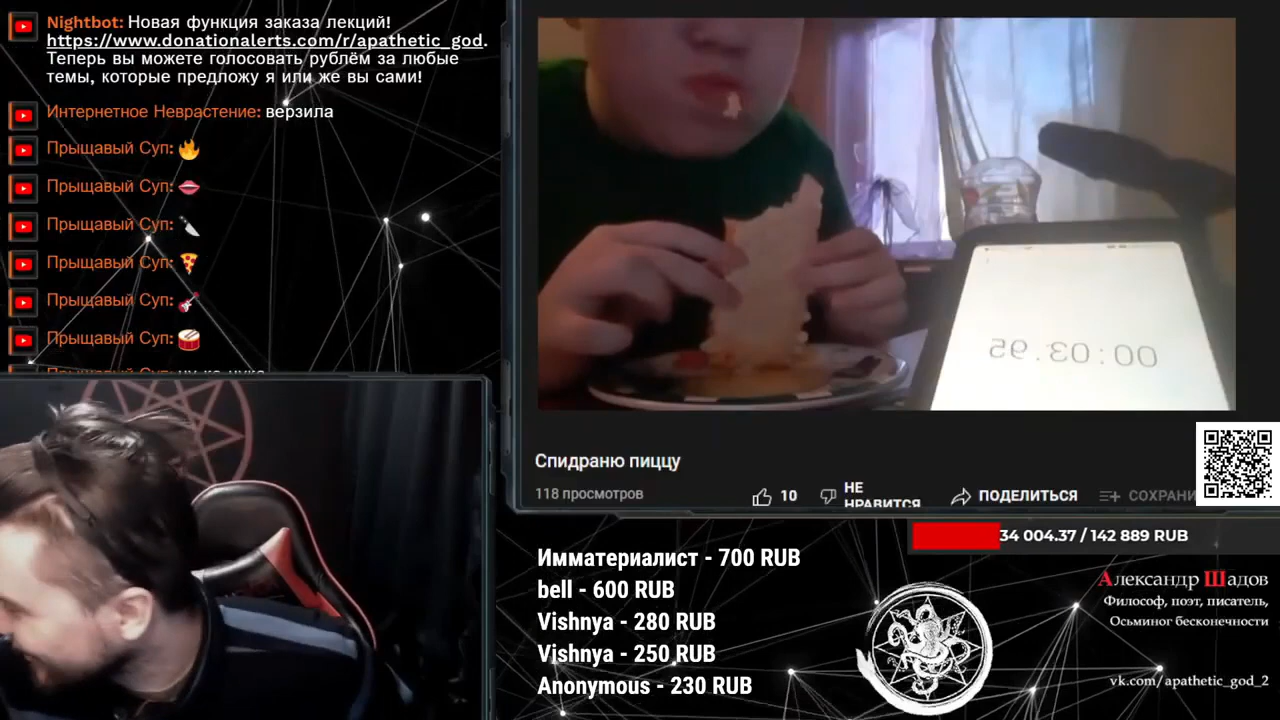 Nightbot: Новая функция заказа лекций!
https://www.donationalerts.com/r/apathetic_god.
Теперь вы можете голосовать рублём за любые
темы, которые предложу я или же вы сами!
Интернетное Неврастение: верзила
Прыщавый Суп: 🔥
Прыщавый Суп: 👄
Прыщавый Суп: 🔪
Прыщавый Суп: 🍕
Прыщавый Суп: 🎸
Прыщавый Суп: 🥁
00:03.95
Спидраню пиццу
118 просмотров
10
НЕ
НРАВИТСЯ
ПОДЕЛИТЬСЯ
СОХРАНИ
34 004.37 / 142 889 RUB
Имматериалист - 700 RUB
bell - 600 RUB
Vishnya - 280 RUB
Vishnya - 250 RUB
Anonymous - 230 RUB
Александр Шадов
Философ, поэт, писатель,
Осьминог бесконечности
vk.com/apathetic_god_2